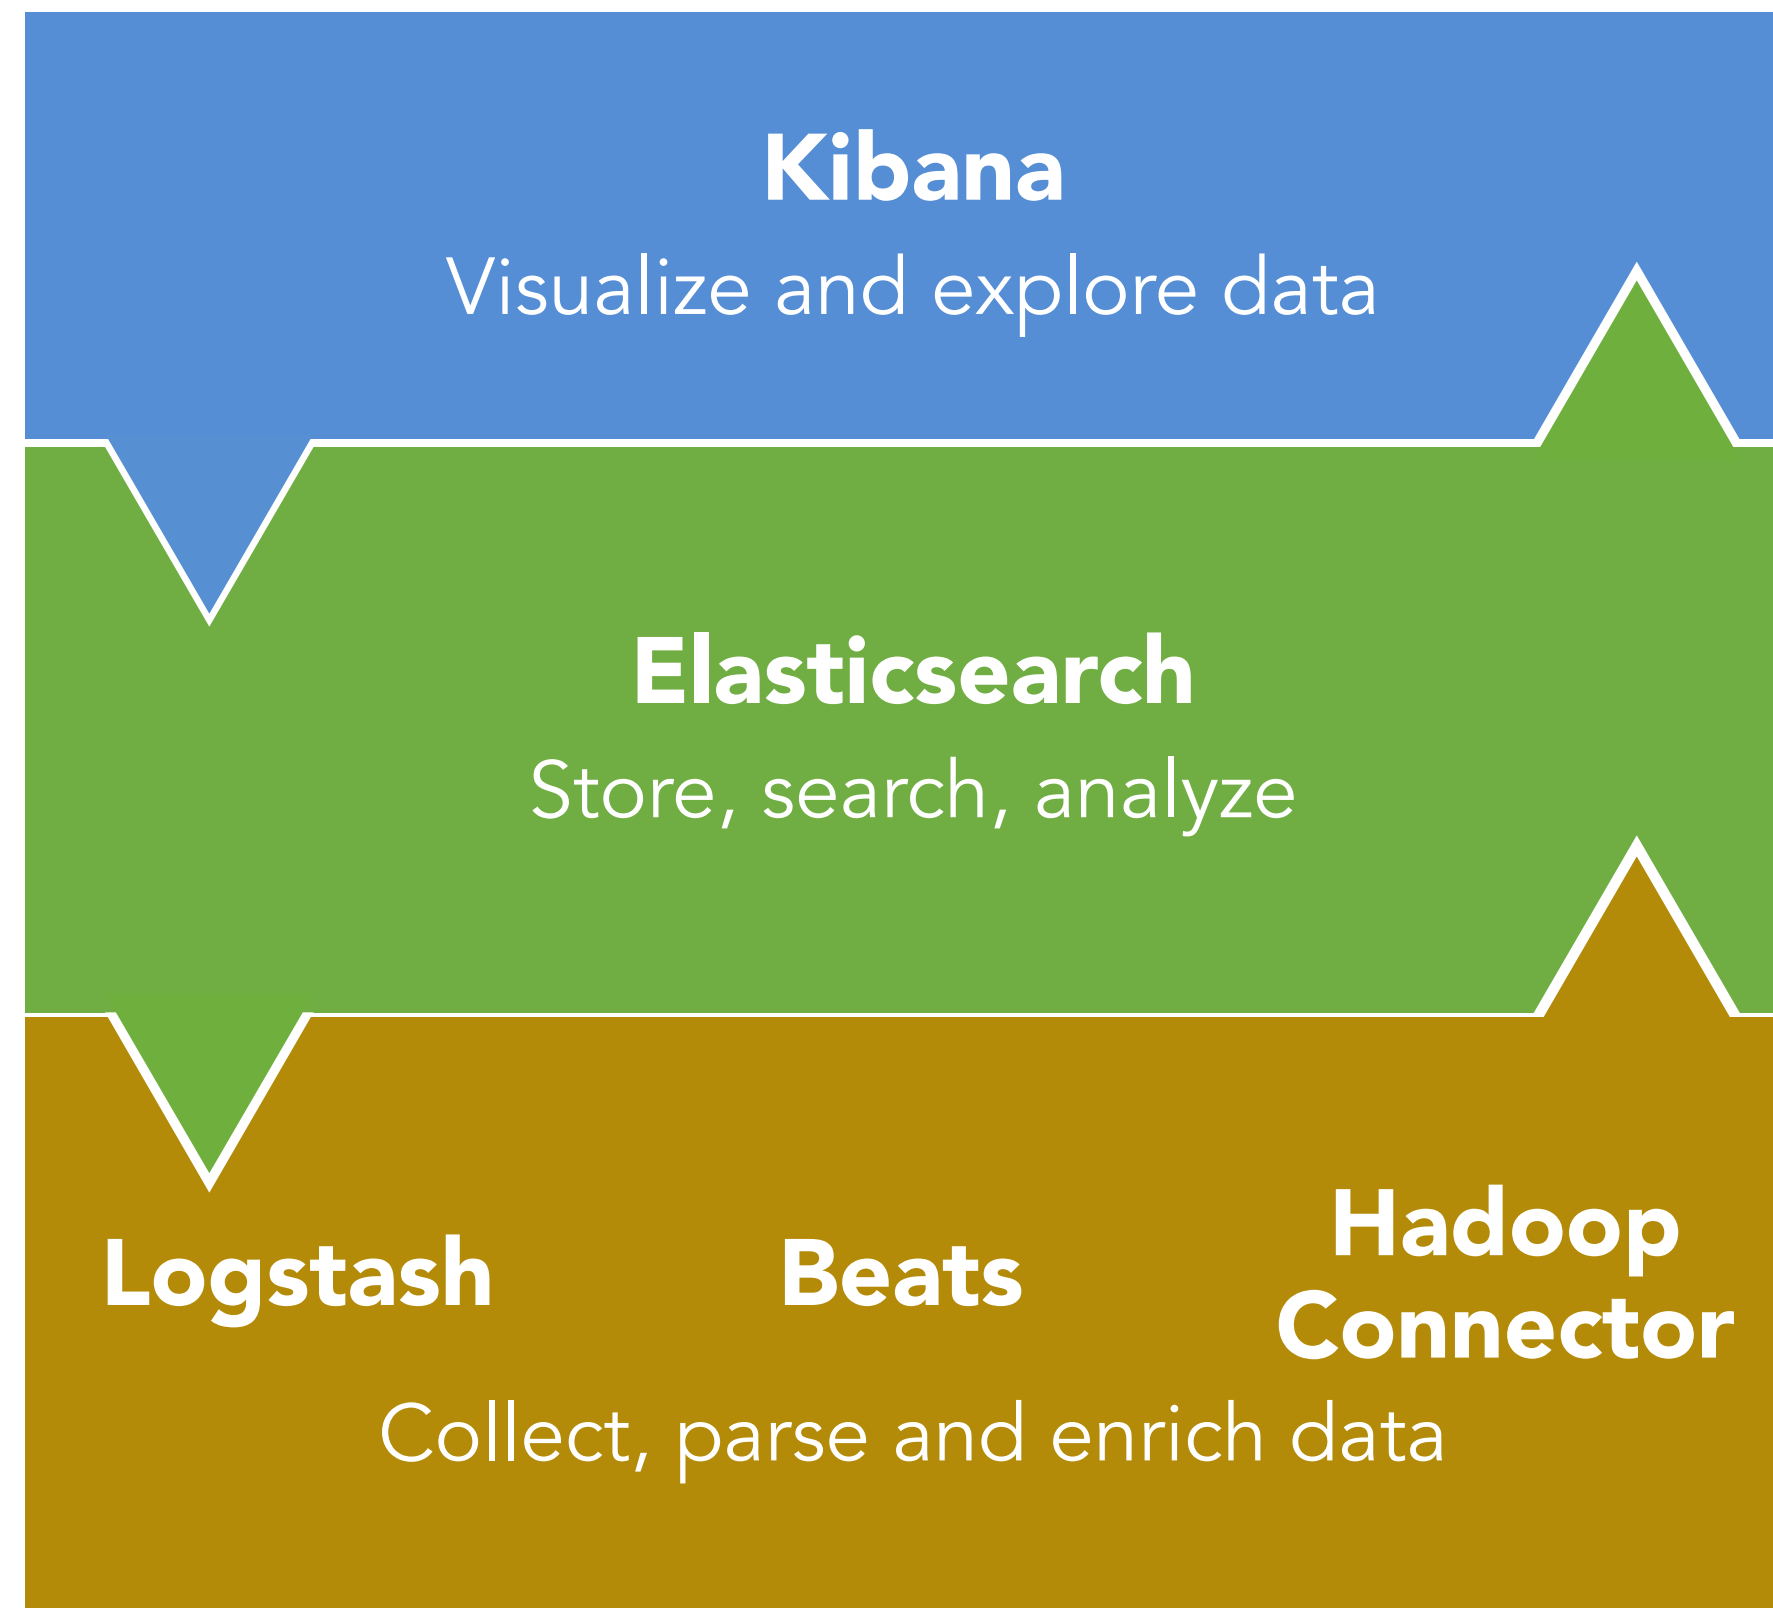 Kibana
Visualize and explore data
Elasticsearch
Store, search, analyze
Logstash
Beats
Hadoop
Connector
Collect, parse and enrich data